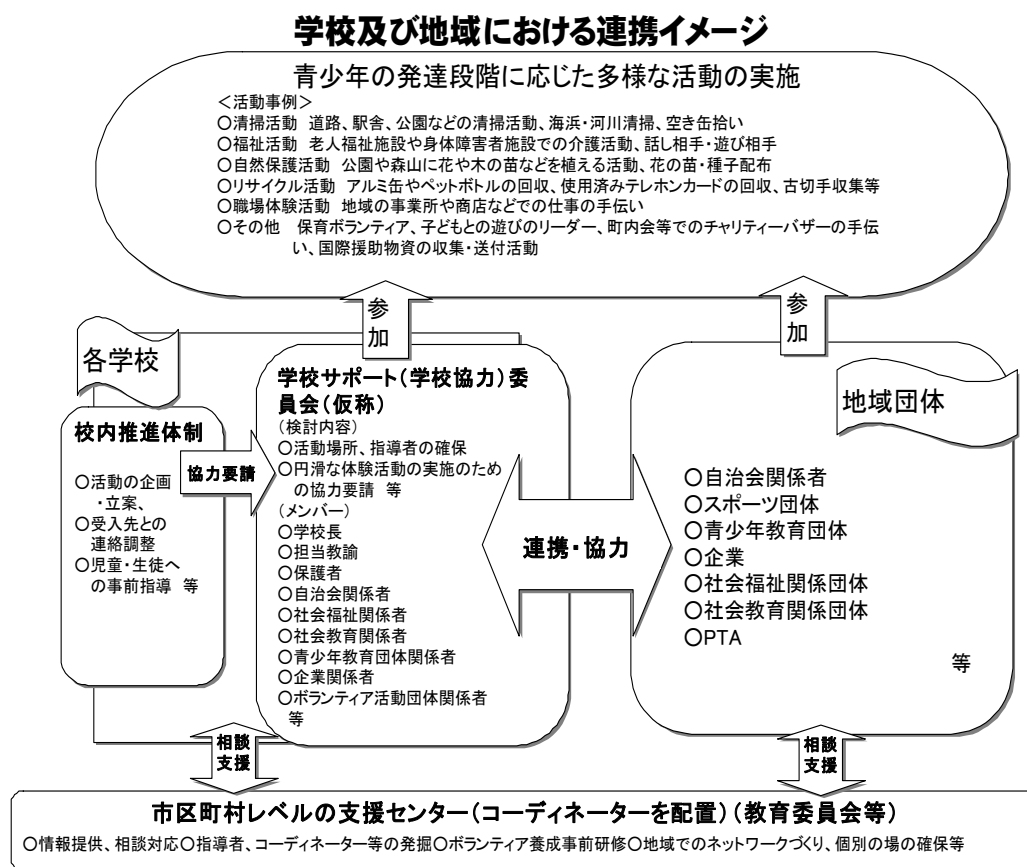 学校及び地域における連携イメージ
青少年の発達段階に応じた多様な活動の実施
＜活動事例＞
○清掃活動　道路、駅舎、公園などの清掃活動、海浜・河川清掃、空き缶拾い
○福祉活動　老人福祉施設や身体障害者施設での介護活動、話し相手・遊び相手
○自然保護活動　公園や森山に花や木の苗などを植える活動、花の苗・種子配布
○リサイクル活動　アルミ缶やペットボトルの回収、使用済みテレホンカードの回収、古切手収集等
○職場体験活動　地域の事業所や商店などでの仕事の手伝い
○その他　保育ボランティア、子どもとの遊びのリーダー、町内会等でのチャリティーバザーの手伝
い、国際援助物資の収集・送付活動
参
加
参
加
各学校
校内推進体制
○活動の企画
・立案、
○受入先との
連絡調整
○児童・生徒へ
の事前指導　等
協力要請
学校サポート（学校協力）委
員会（仮称）
（検討内容）
○活動場所、指導者の確保
○円滑な体験活動の実施のため
の協力要請　等
（メンバー）
○学校長
○担当教諭
○保護者
○自治会関係者
○社会福祉関係者
○社会教育関係者
○青少年教育団体関係者
○企業関係者
○ボランティア活動団体関係者
等
連携・協力
地域団体
○自治会関係者
○スポーツ団体
○青少年教育団体
○企業
○社会福祉関係団体
○社会教育関係団体
○PTA
等
相談
支援
相談
支援
市区町村レベルの支援センター（コーディネーターを配置）（教育委員会等）
○情報提供、相談対応○指導者、コーディネーター等の発掘○ボランティア養成事前研修○地域でのネットワークづくり、個別の場の確保等